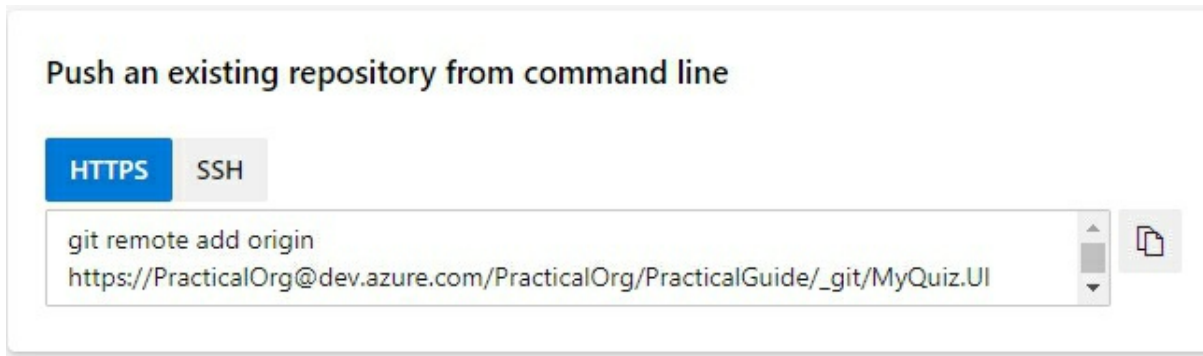 Push an existing repository from command line
HTTPS SSH
git remote add origin
https://PracticalOrg@dev.azure.com/PracticalOrg/PracticalGuide/_git/MyQuiz.UI